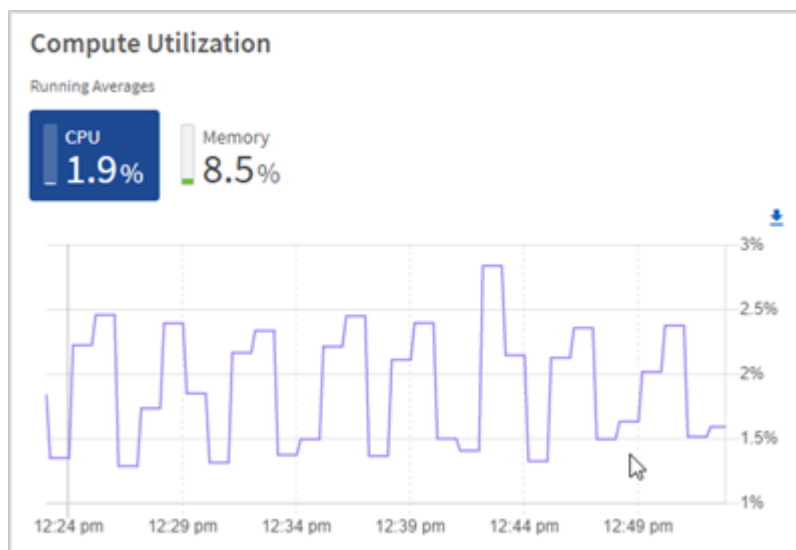 Compute Utilization
Running Averages
CPU
1.9%
Memory
8.5%
3%
2.5%
2%
1.5%
1%
12:24 pm 12:29 pm 12:34 pm 12:39 pm 12:44 pm 12:49 pm